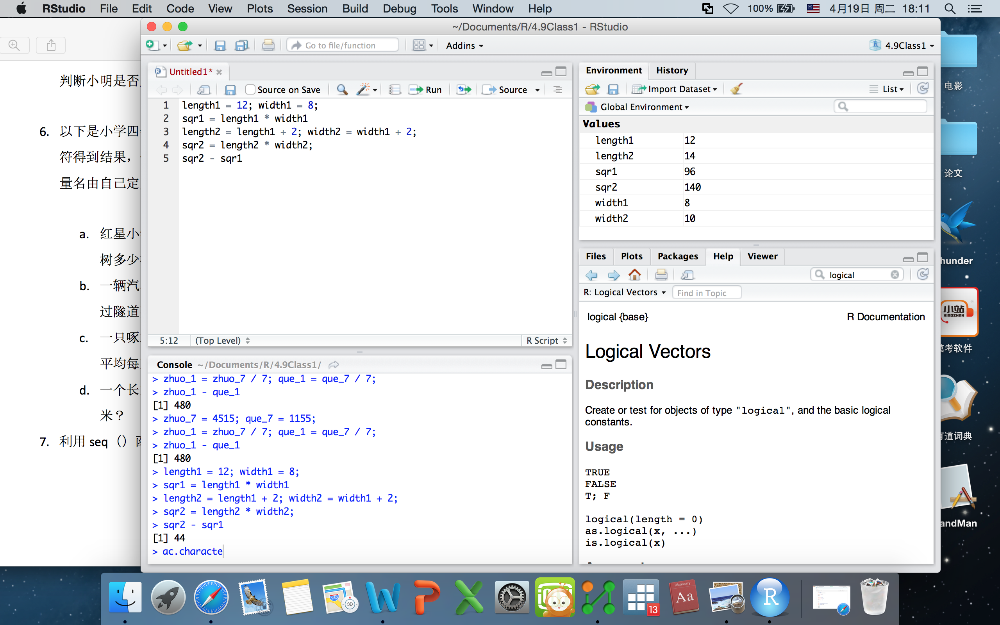 RStudio File Edit Code View Plots Session Build Debug Tools Window Help 100% 4月19日 周二 18:11
~/Documents/R/4.9Class1 - RStudio
Go to file/function Addins 4.9Class1
判断小明是否
6. 以下是小学四
符得到结果，
量名由自己定
a. 红星小
树多少
b. 一辆汽
过隧道
c. 一只啄
平均每
d. 一个长
米？
7. 利用 seq （）
Untitled1*
Source on Save Run Source
1 length1 = 12; width1 = 8;
2 sqr1 = length1 * width1
3 length2 = length1 + 2; width2 = width1 + 2;
4 sqr2 = length2 * width2;
5 sqr2 - sqr1
5:12 (Top Level) R Script
Console ~/Documents/R/4.9Class1/
> zhuo_1 = zhuo_7 / 7; que_1 = que_7 / 7;
> zhuo_1 - que_1
[1] 480
> zhuo_7 = 4515; que_7 = 1155;
> zhuo_1 = zhuo_7 / 7; que_1 = que_7 / 7;
> zhuo_1 - que_1
[1] 480
> length1 = 12; width1 = 8;
> sqr1 = length1 * width1
> length2 = length1 + 2; width2 = width1 + 2;
> sqr2 = length2 * width2;
> sqr2 - sqr1
[1] 44
> ac.characte
Environment History
Import Dataset List
Global Environment
Values
length1 12
length2 14
sqr1 96
sqr2 140
width1 8
width2 10
Files Plots Packages Help Viewer
logical
R: Logical Vectors Find in Topic
logical {base} R Documentation
Logical Vectors
Description
Create or test for objects of type "logical", and the basic logical
constants.
Usage
TRUE
FALSE
T; F
logical(length = 0)
as.logical(x, ...)
is.logical(x)
电影
论文
hunder
小站
XIAOZHAN
考软件
道词典
andMan
280
3D
13
Dictionary
Aa
R